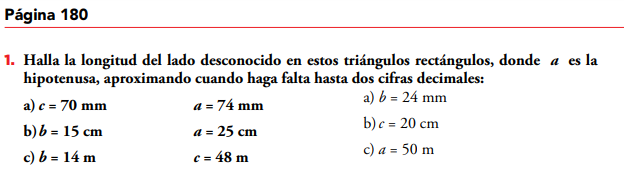 Página 180
1. Halla la longitud del lado desconocido en estos triángulos rectángulos, donde a es la
hipotenusa, aproximando cuando haga falta hasta dos cifras decimales:
a) c = 70 mm a = 74 mm a) b = 24 mm
b) b = 15 cm a = 25 cm b) c = 20 cm
c) b = 14 m c = 48 m c) a = 50 m